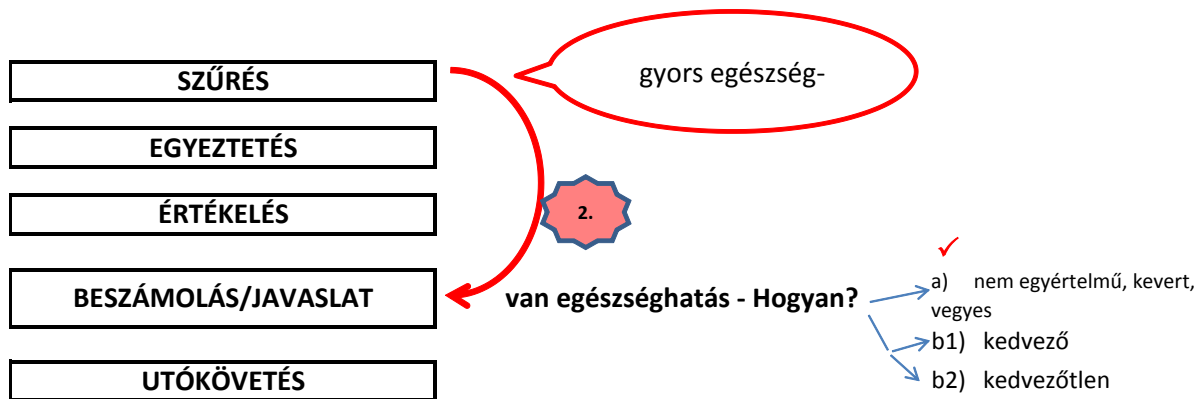 SZŰRÉS
gyors egészség-
EGYEZTETÉS
ÉRTÉKELÉS
2.
BESZÁMOLÁS/JAVASLAT
van egészséghatás - Hogyan?
a) nem egyértelmű, kevert,
vegyes
b1) kedvező
b2) kedvezőtlen
UTÓKÖVETÉS